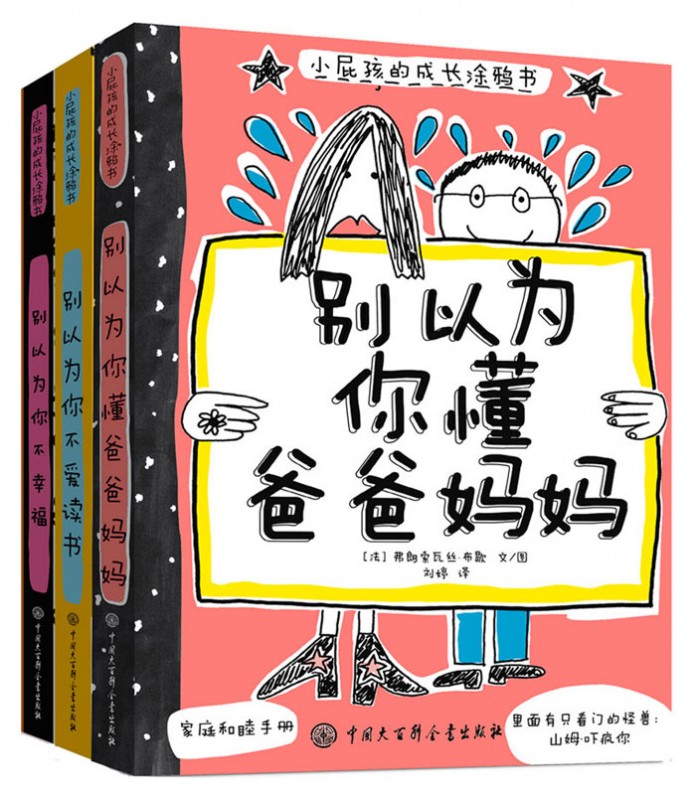 小屁孩的成长涂鸦书
别以为
你懂
爸爸妈妈
[法] 弗朗索瓦丝·布歇 文/图
刘婷 译
家庭和睦手册
中国大百科全书出版社
里面有只看门的怪兽：
山姆·吓疯你
小屁孩的成长涂鸦书
别以为你懂爸爸妈妈
中国大百科全书出版社
小屁孩的成长涂鸦书
别以为你不爱读书
中国大百科全书出版社
小屁孩的成长涂鸦书
别以为你不幸福
中国大百科全书出版社